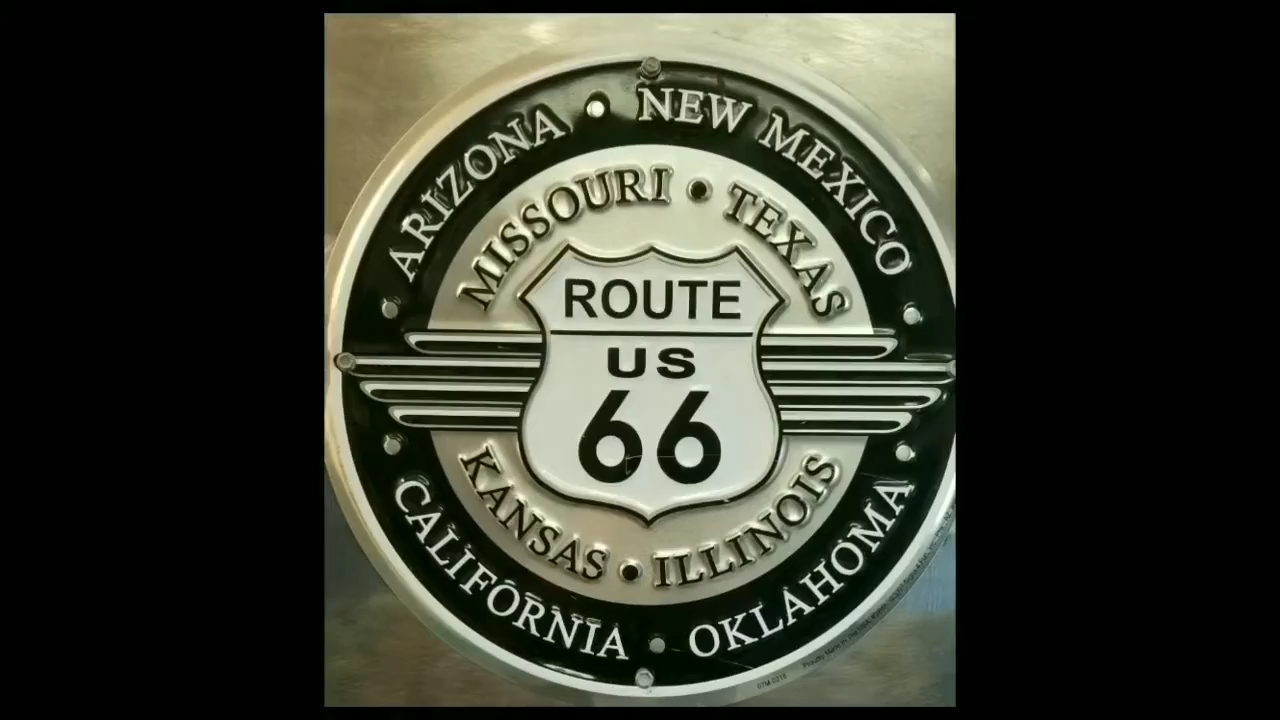 ARIZONA • NEW MEXICO
MISSOURI • TEXAS
ROUTE
US
66
KANSAS • ILLINOIS
CALIFORNIA • OKLAHOMA